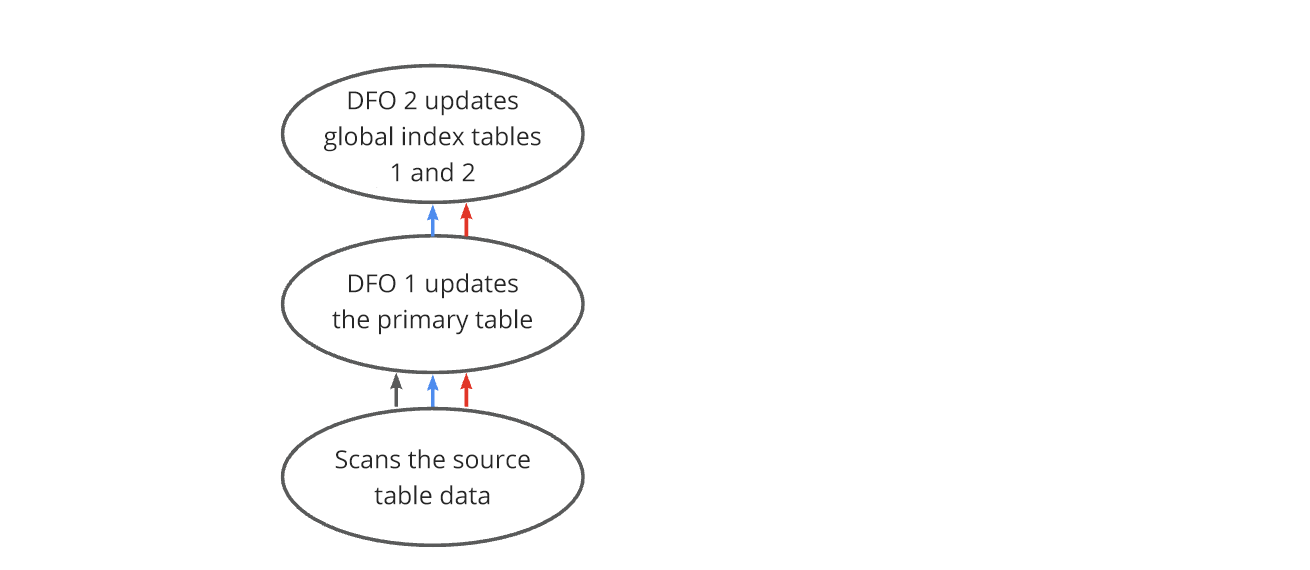 DFO 2 updates
global index tables
1 and 2
DFO 1 updates
the primary table
Scans the source
table data